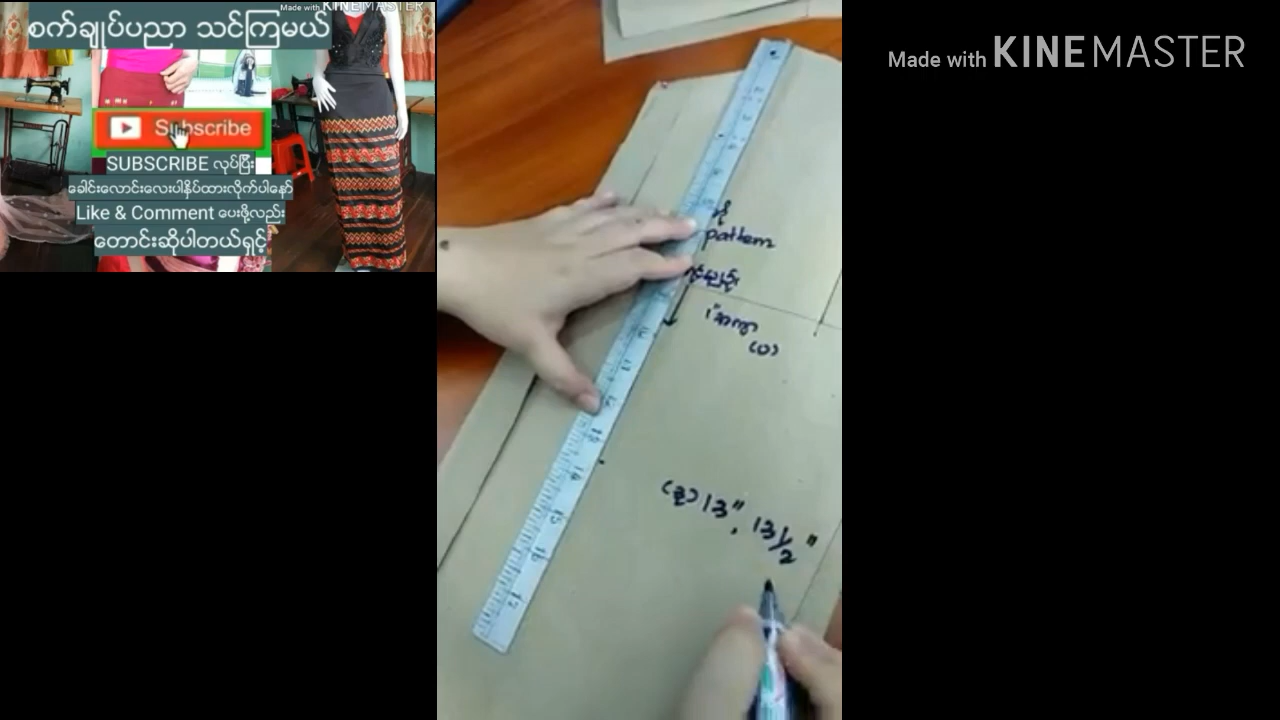 Made with KINEMASTER
စက်ချုပ်ပညာ သင်ကြမယ်
Subscribe
SUBSCRIBE လုပ်ပြီး
ခေါင်းလောင်းလေးပါနှိပ်ထားလိုက်ပါနော်
Like & Comment ပေးဖို့လည်း
တောင်းဆိုပါတယ်ရှင့်
Made with KINEMASTER
pattern
13", 13 1/2"